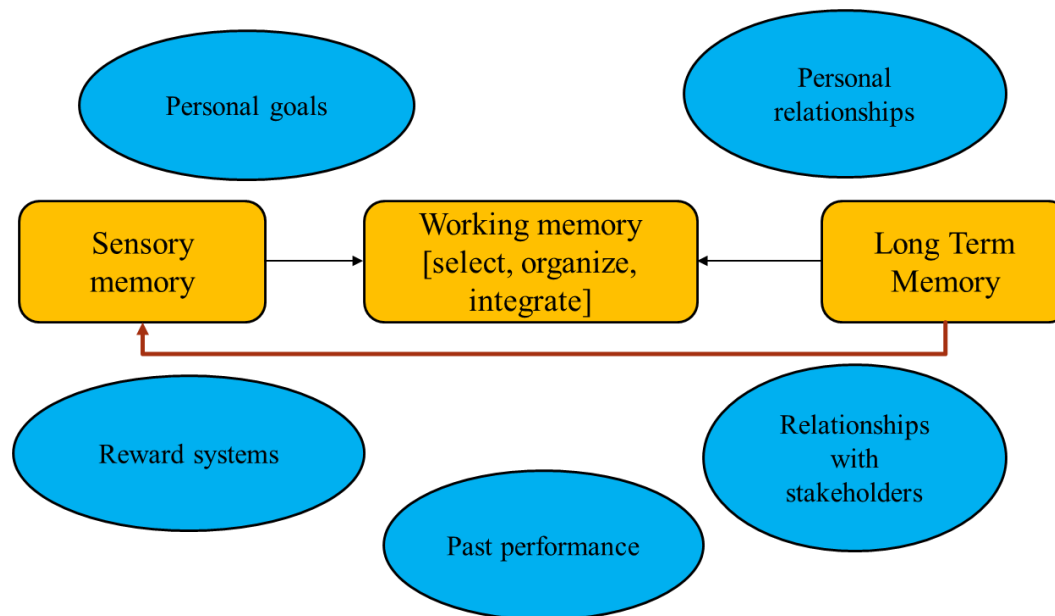 Personal goals
Personal
relationships
Sensory
memory
Working memory
[select, organize,
integrate]
Long Term
Memory
Reward systems
Relationships
with
stakeholders
Past performance